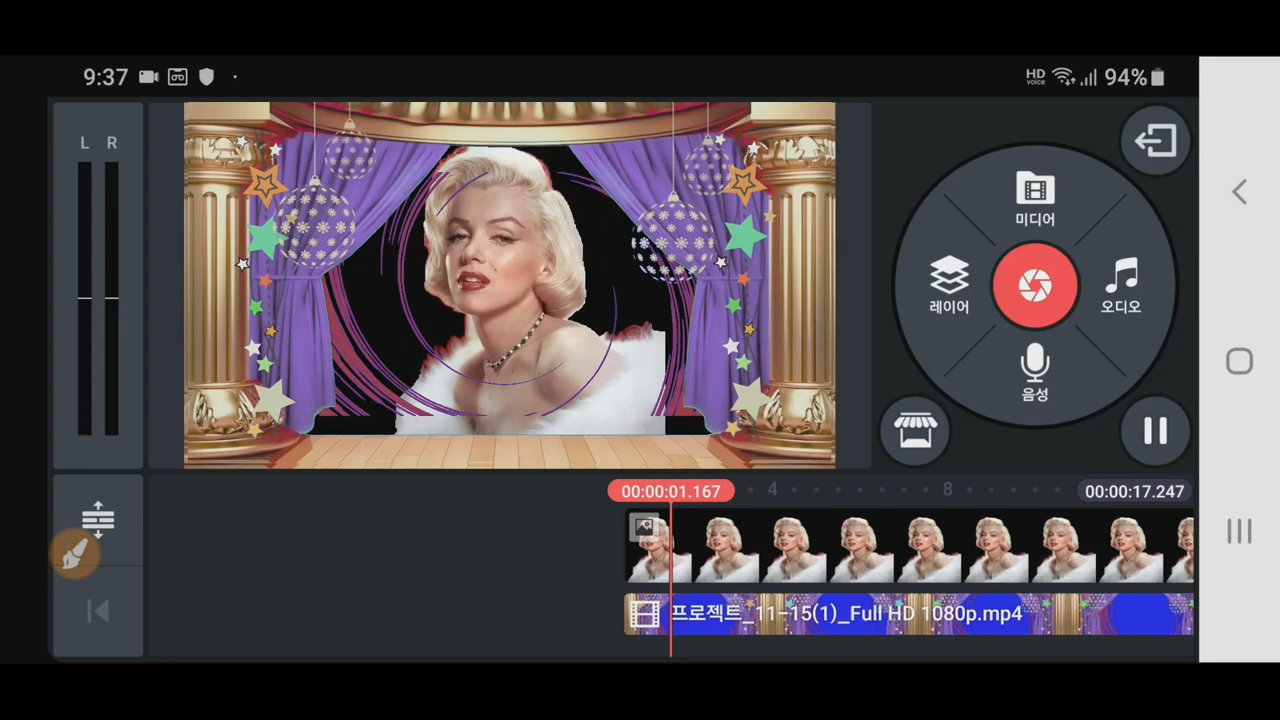 9:37
HD voice 94%
L R
미디어
레이어
오디오
음성
00:00:01.167 4 8 00:00:17.247
프로젝트_11-15(1)_Full HD 1080p.mp4